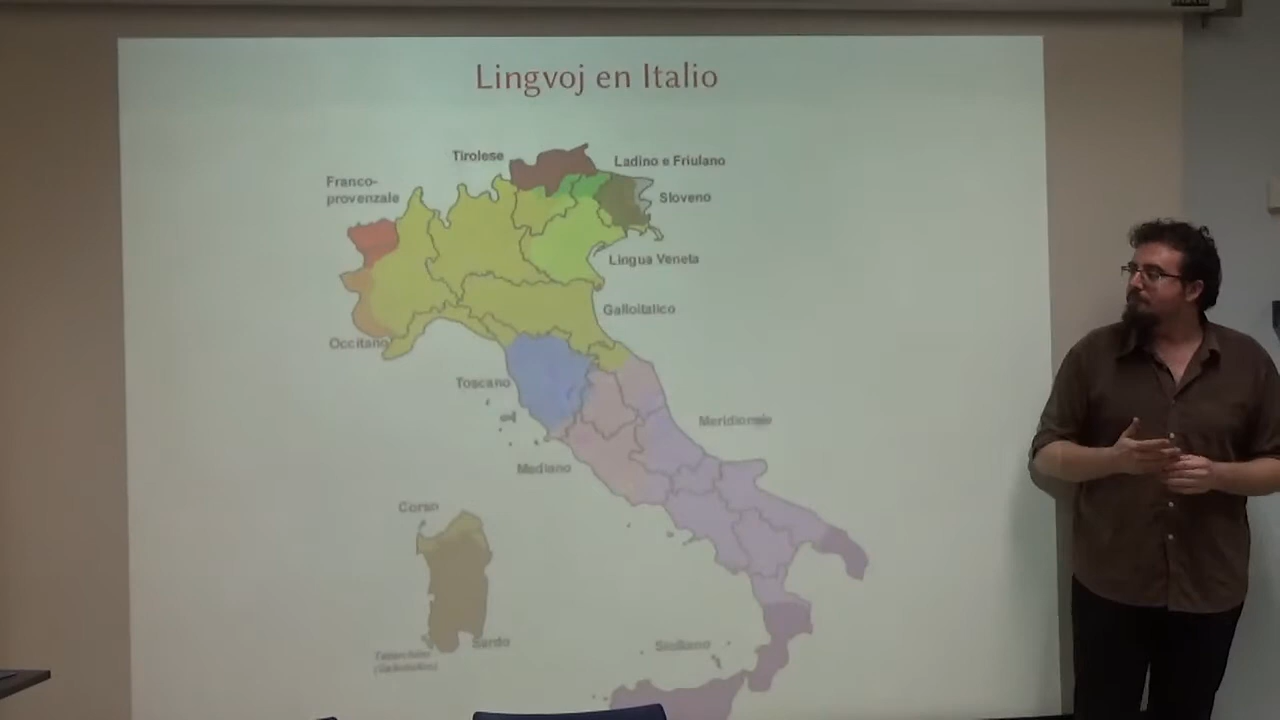 Lingvoj en Italio
Tirolese
Ladino e Friulano
Franco-
provenzale
Sloveno
Lingua Veneta
Galloitalico
Occitano
Toscano
Meridionale
Mediano
Corso
Sardo
Siciliano